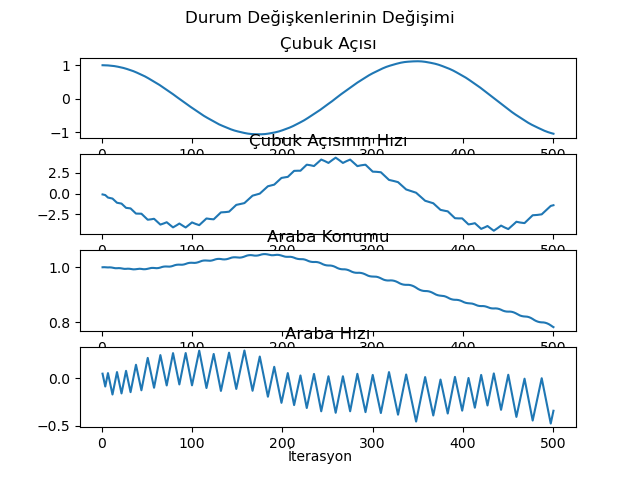 Durum Değişkenlerinin Değişimi
Çubuk Açısı
1
0
−1
0 100 200 300 400 500
Çubuk Açısının Hızı
2.5
0.0
−2.5
0 100 200 300 400 500
Araba Konumu
1.0
0.8
0 100 200 300 400 500
Araba Hızı
0.0
−0.5
0 100 200 300 400 500
İterasyon